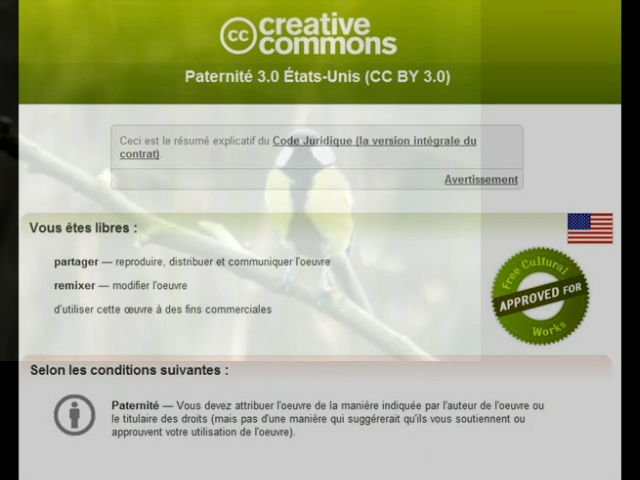 cc creative
commons
Paternité 3.0 États-Unis (CC BY 3.0)
Ceci est le résumé explicatif du Code Juridique (la version intégrale du
contrat).
Avertissement
Vous êtes libres :
partager — reproduire, distribuer et communiquer l'oeuvre
remixer — modifier l'oeuvre
d'utiliser cette œuvre à des fins commerciales
Free Cultural
APPROVED FOR
Works
Selon les conditions suivantes :
Paternité — Vous devez attribuer l'oeuvre de la manière indiquée par l'auteur de l'oeuvre ou
le titulaire des droits (mais pas d'une manière qui suggérerait qu'ils vous soutiennent ou
approuvent votre utilisation de l'oeuvre).